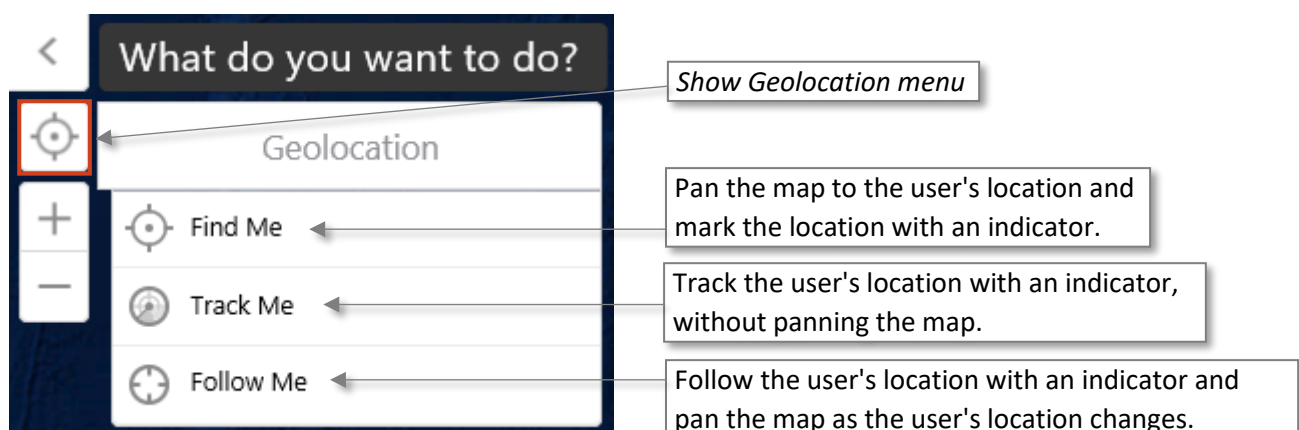 What do you want to do?
Show Geolocation menu
Geolocation
Pan the map to the user's location and
mark the location with an indicator.
Find Me
Track the user's location with an indicator,
without panning the map.
Track Me
Follow the user's location with an indicator and
pan the map as the user's location changes.
Follow Me